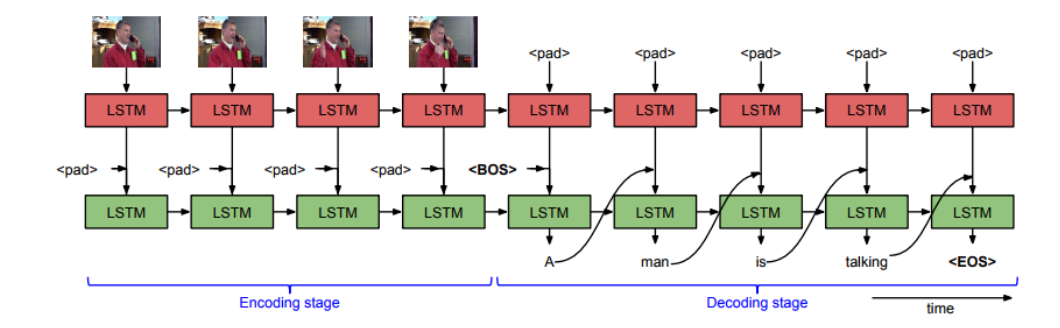 <pad> <pad> <pad> <pad> <pad>
LSTM LSTM LSTM LSTM LSTM LSTM LSTM LSTM LSTM
<pad> <pad> <pad> <pad> <BOS>
LSTM LSTM LSTM LSTM LSTM LSTM LSTM LSTM LSTM
A man is talking <EOS>
Encoding stage Decoding stage
time